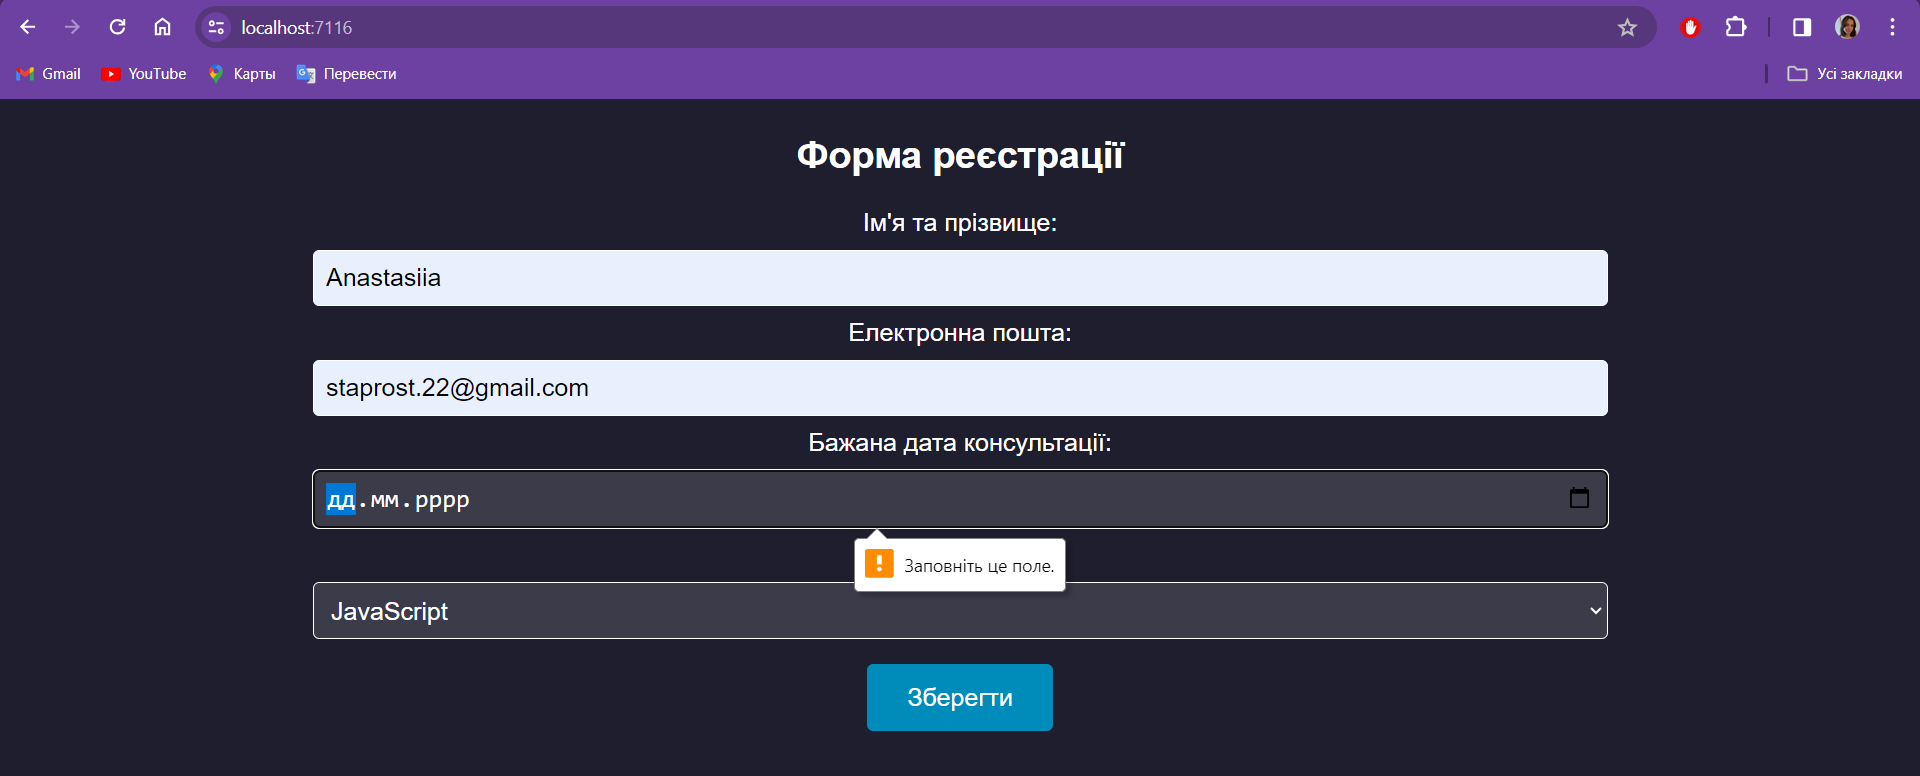 localhost:7116
Gmail YouTube Карты Перевести Усі закладки
Форма реєстрації
Ім'я та прізвище:
Anastasiia
Електронна пошта:
staprost.22@gmail.com
Бажана дата консультації:
дд.мм.рррр
Заповніть це поле.
JavaScript
Зберегти